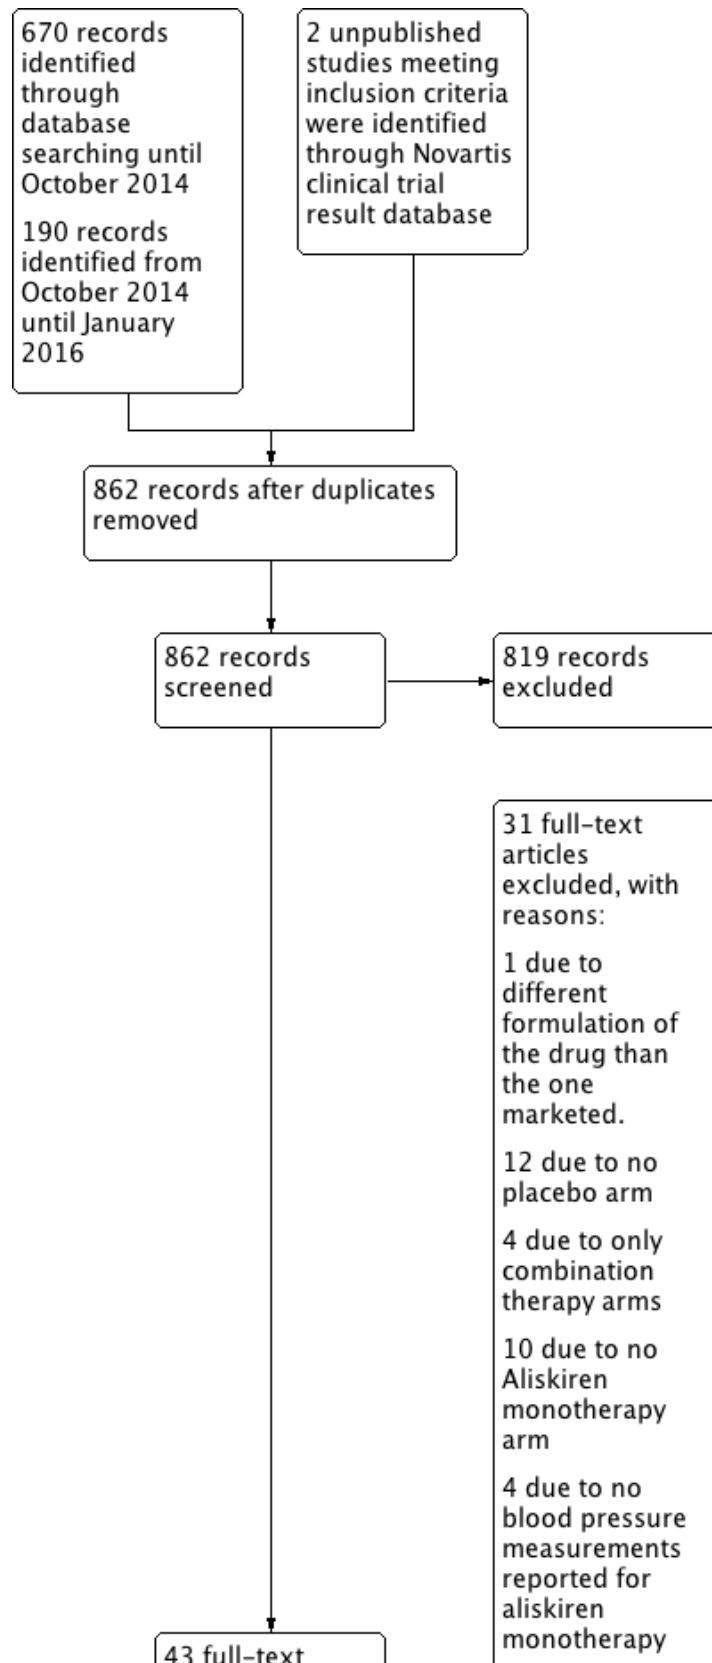 670 records
identified
through
database
searching until
October 2014
190 records
identified from
October 2014
until January
2016
2 unpublished
studies meeting
inclusion criteria
were identified
through Novartis
clinical trial
result database
862 records after duplicates
removed
862 records
screened
819 records
excluded
31 full-text
articles
excluded, with
reasons:
1 due to
different
formulation of
the drug than
the one
marketed.
12 due to no
placebo arm
4 due to only
combination
therapy arms
10 due to no
Aliskiren
monotherapy
arm
4 due to no
blood pressure
measurements
reported for
aliskiren
monotherapy
43 full-text